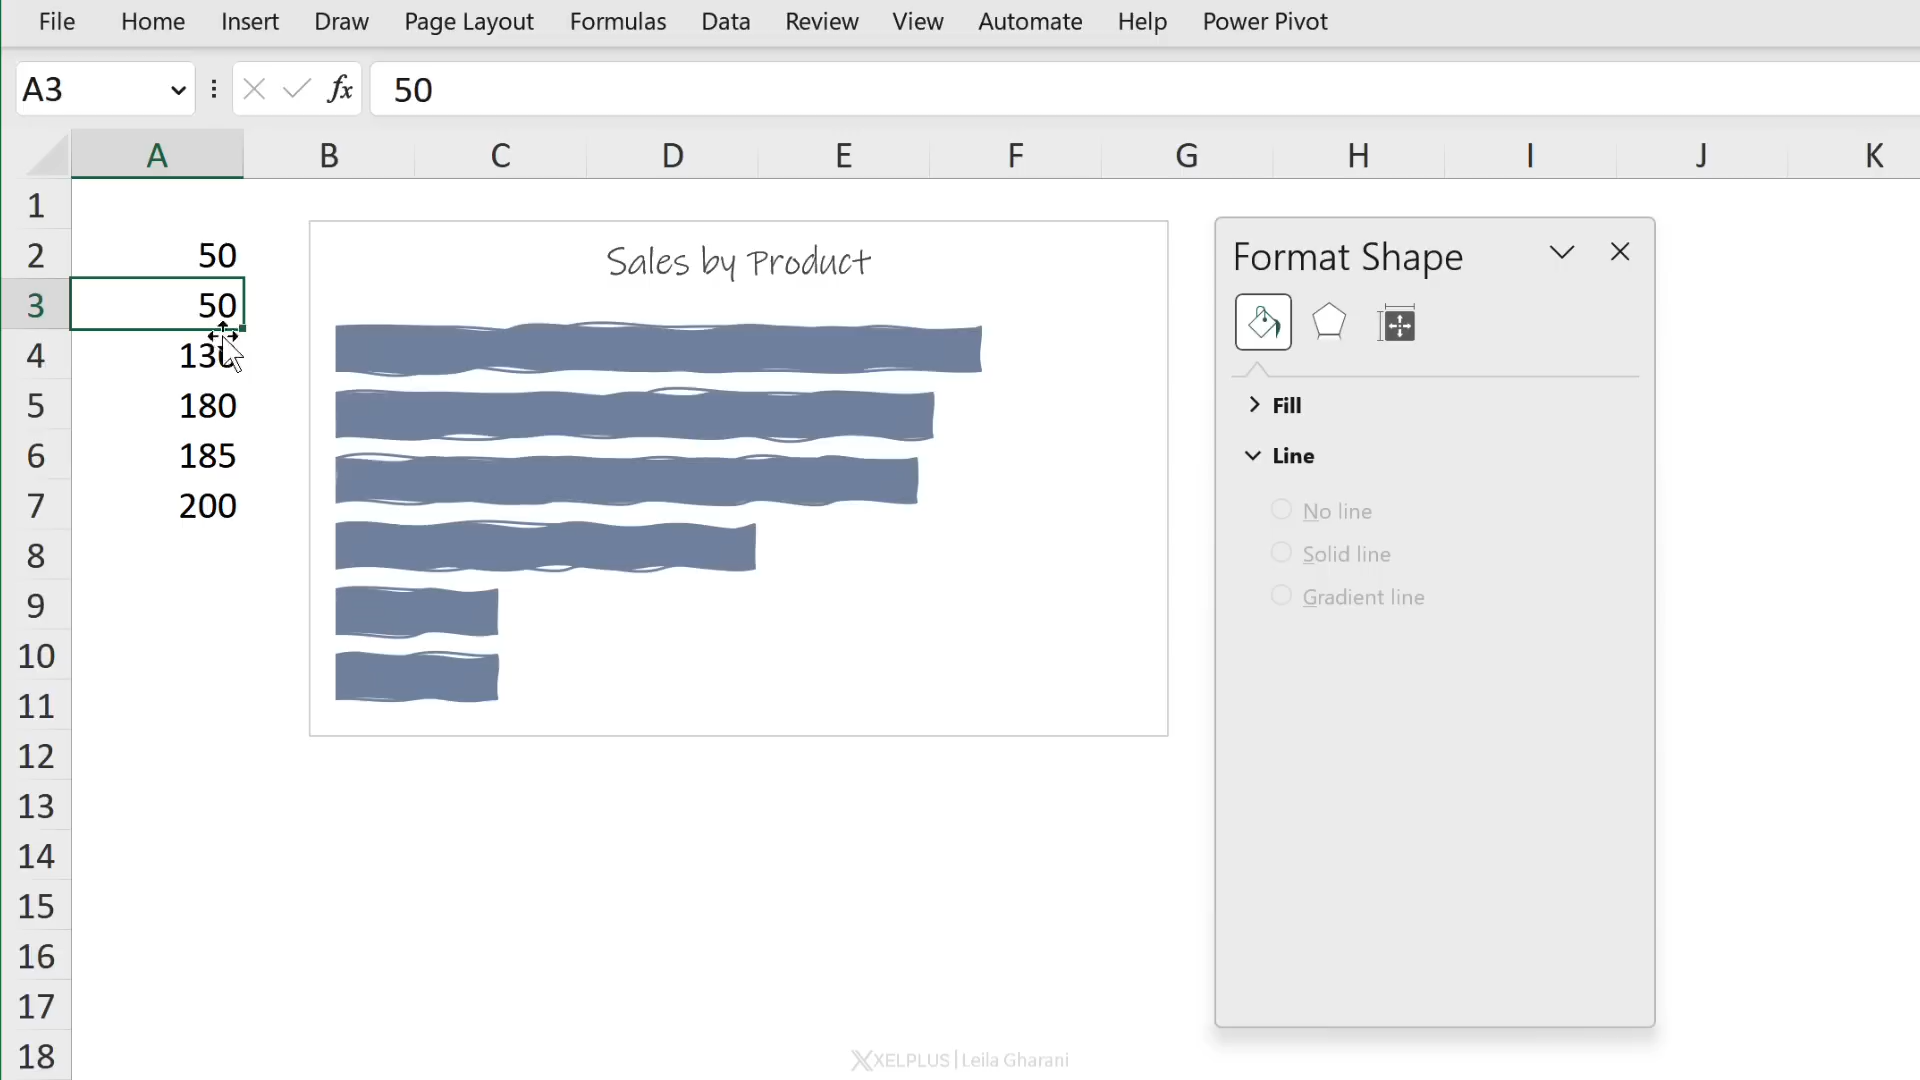 File Home Insert Draw Page Layout Formulas Data Review View Automate Help Power Pivot
A3 fx 50
A B C D E F G H I J K
1
2 50
3 50
4 130
5 180
6 185
7 200
8
9
10
11
12
13
14
15
16
17
18
Sales by Product
Format Shape
Fill
Line
No line
Solid line
Gradient line
XELPLUS | Leila Gharani